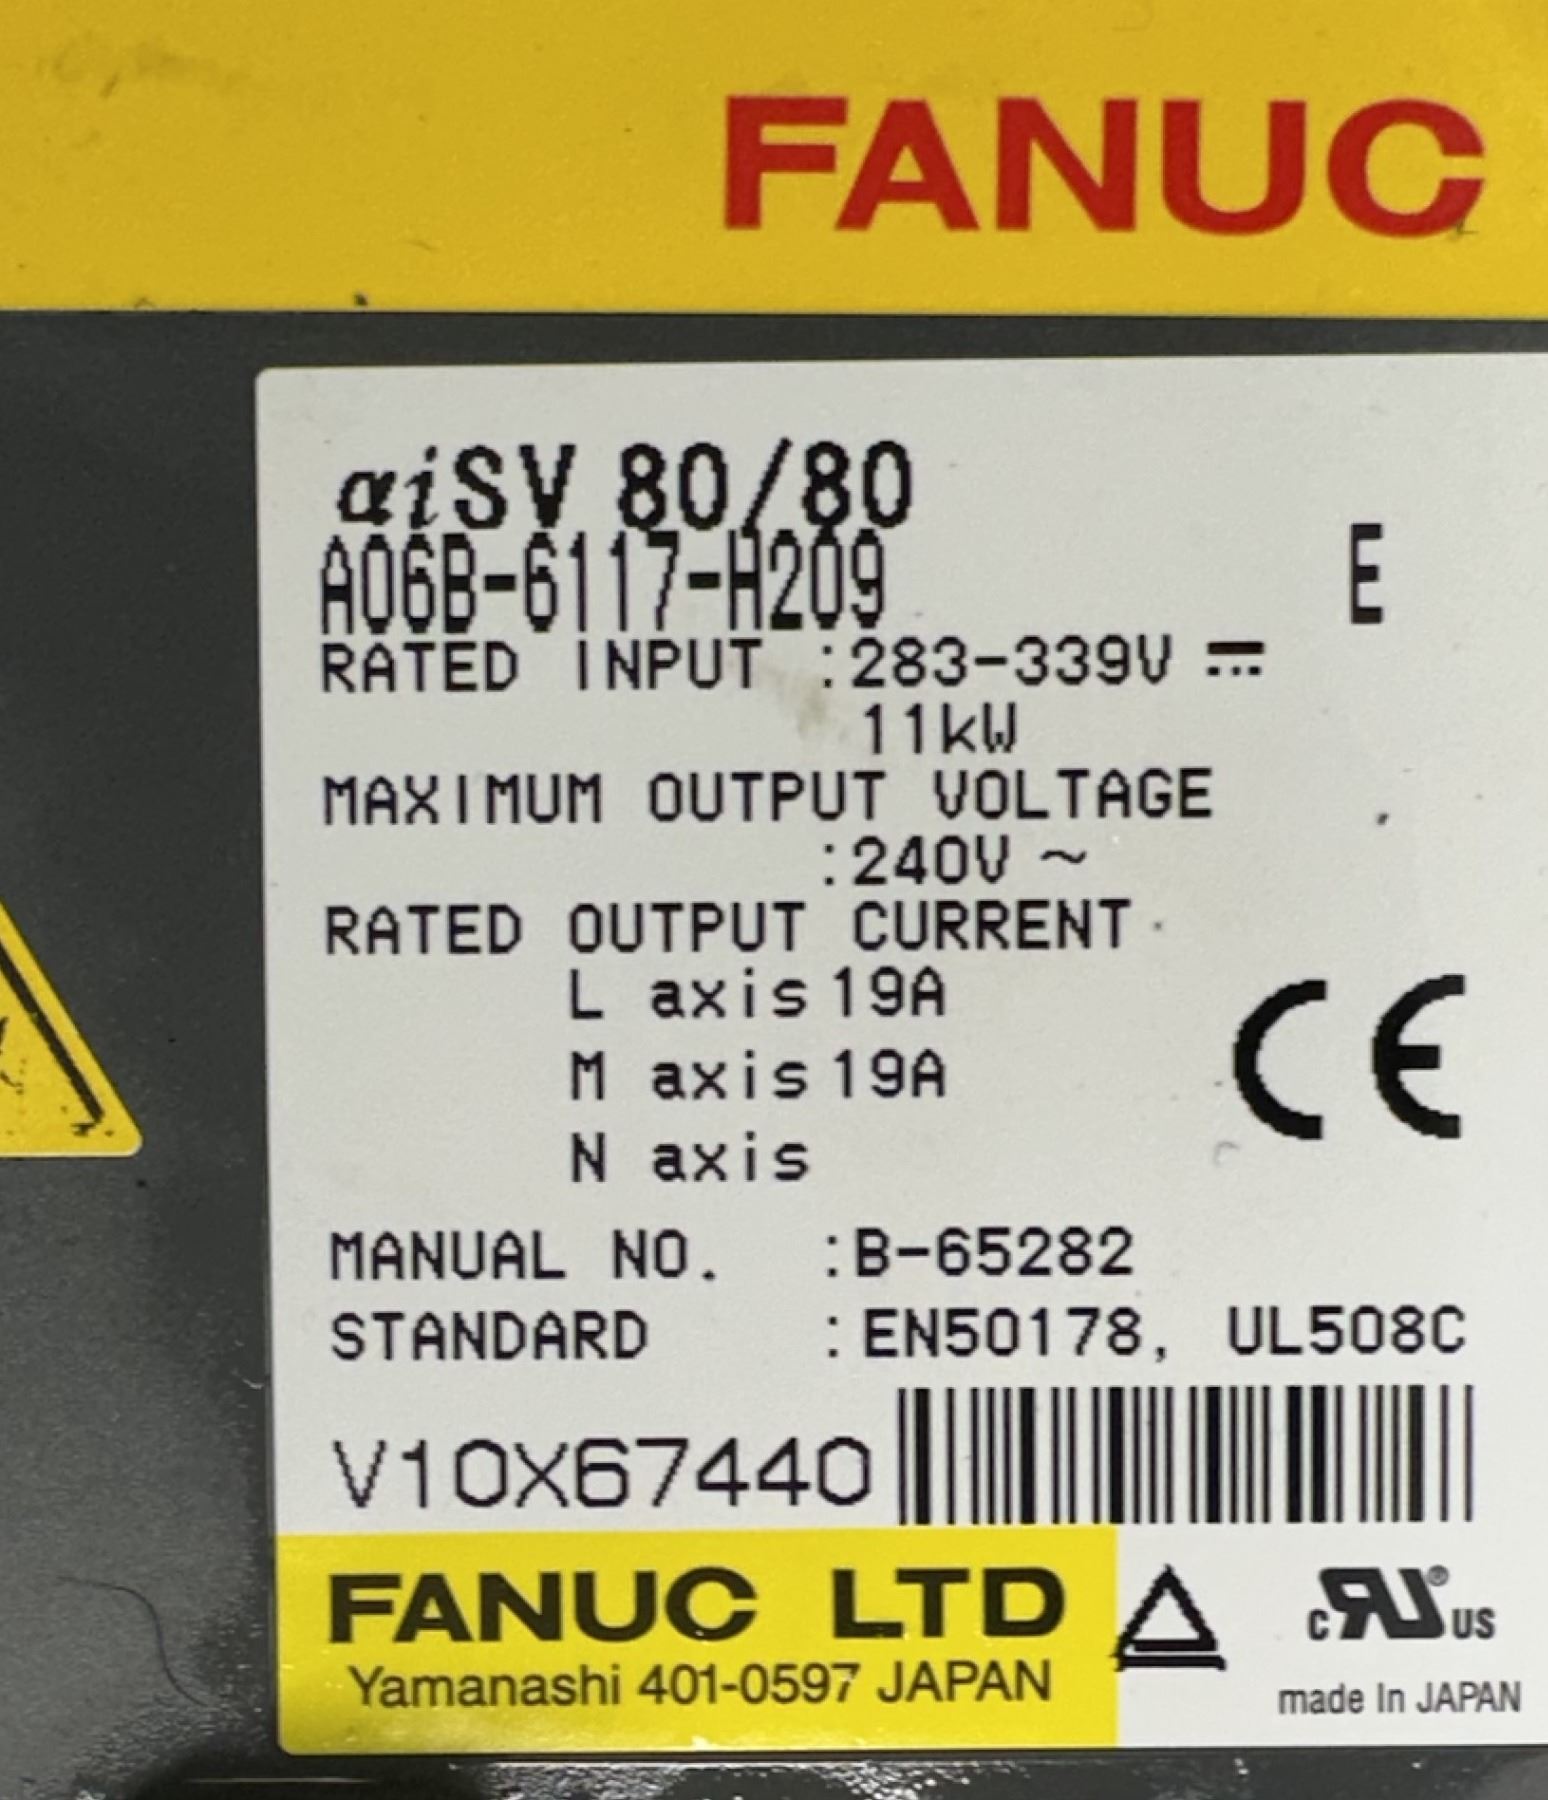 FANUC
αiSV 80/80
A06B-6117-H209 E
RATED INPUT :283-339V ⎓
11kW
MAXIMUM OUTPUT VOLTAGE
:240V ~
RATED OUTPUT CURRENT
L axis 19A
M axis 19A
N axis
MANUAL NO. :B-65282
STANDARD :EN50178, UL508C
CE
V10X67440
FANUC LTD
Yamanashi 401-0597 JAPAN
c RU ® US
made In JAPAN